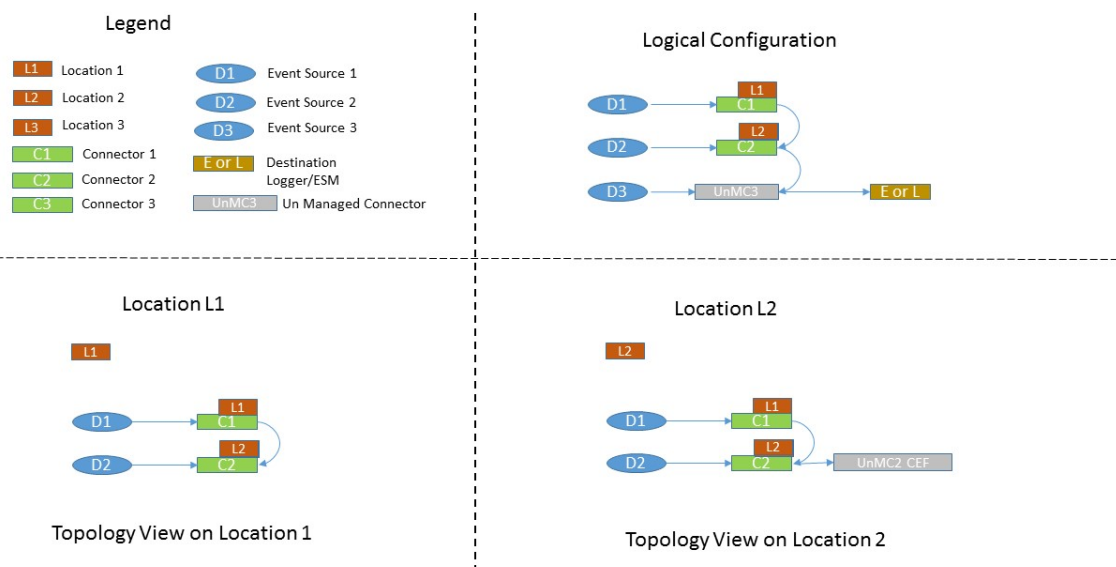 Legend
L1 Location 1
L2 Location 2
L3 Location 3
C1 Connector 1
C2 Connector 2
C3 Connector 3
D1 Event Source 1
D2 Event Source 2
D3 Event Source 3
E or L Destination
Logger/ESM
UnMC3 Un Managed Connector
Logical Configuration
L1
D1 C1
L2
D2 C2
D3 UnMC3 E or L
Location L1
L1
L1
D1 C1
L2
D2 C2
Topology View on Location 1
Location L2
L2
L1
D1 C1
L2
D2 C2 UnMC2 CEF
Topology View on Location 2